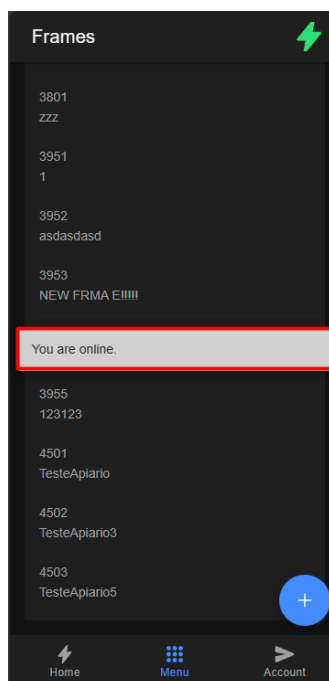 Frames
3801
zzz
3951
1
3952
asdasdasd
3953
NEW FRMA E!!!!!
You are online.
3955
123123
4501
TesteApiario
4502
TesteApiario3
4503
TesteApiario5
+
Home
Menu
Account